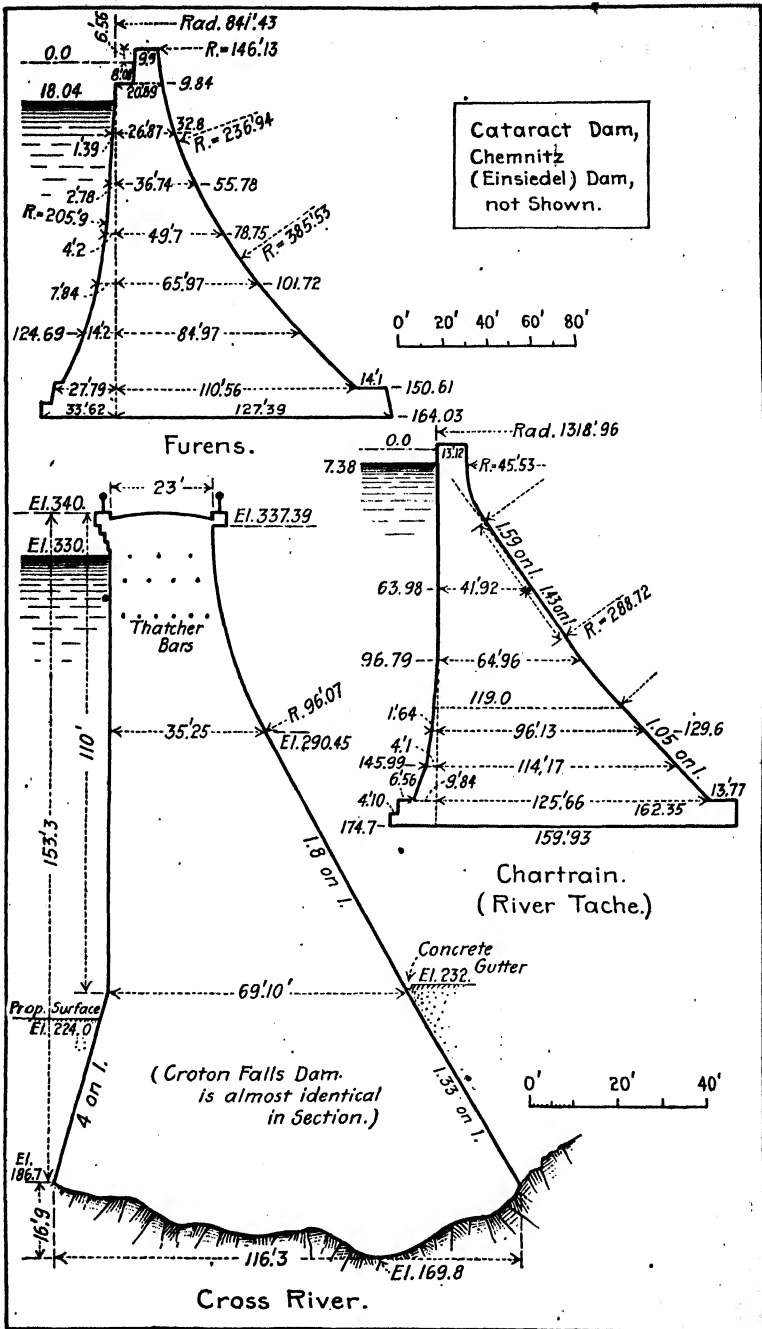 6.'56
Rad. 841'.43
0.0
9.9
R.=146'.13
8.'08
18.04
20.'89
9.84
26.'87
32.8
R.=236.'94
1.'39
Cataract Dam,
Chemnitz
(Einsiedel) Dam,
not Shown.
2.'78
36.'74
55.78
R.=205.'9
4.'2
49.'7
78.75
R=385.'53
7.'84
65.'97
101.72
124.69
14.'2
84.'97
0' 20' 40' 60' 80'
27.'79
110.'56
14.'1
150.61
33.'62
127.'39
164.03
Furens.
0.0
Rad. 1318.'96
13.'12
7.38
R.=45.'53
23'
El.340.
El.337.39
El.330.
1.59 on 1.
1.43 on 1.
63.98
41.'92
R.=288.'72
Thatcher
Bars
96.79
64.'96
119.0
R. 96.'07
1.'64
96.'13
129.6
35.'25
El.290.45
110'
4.'1
1.05 on 1.
145.99
114.'17
6.'56
9.'84
13.'77
4.'10
125.'66
162.35
153.'3
174.7
159.'93
1.8 on 1.
Chartrain.
(River Tache.)
Concrete
Gutter
El.232.
69.'10'
Prop. Surface
El. 224.0
4 on 1.
(Croton Falls Dam
is almost identical
in Section.)
1.33 on 1.
0' 20' 40'
El.
186.7
16.'9
116.'3
El.169.8
Cross River.